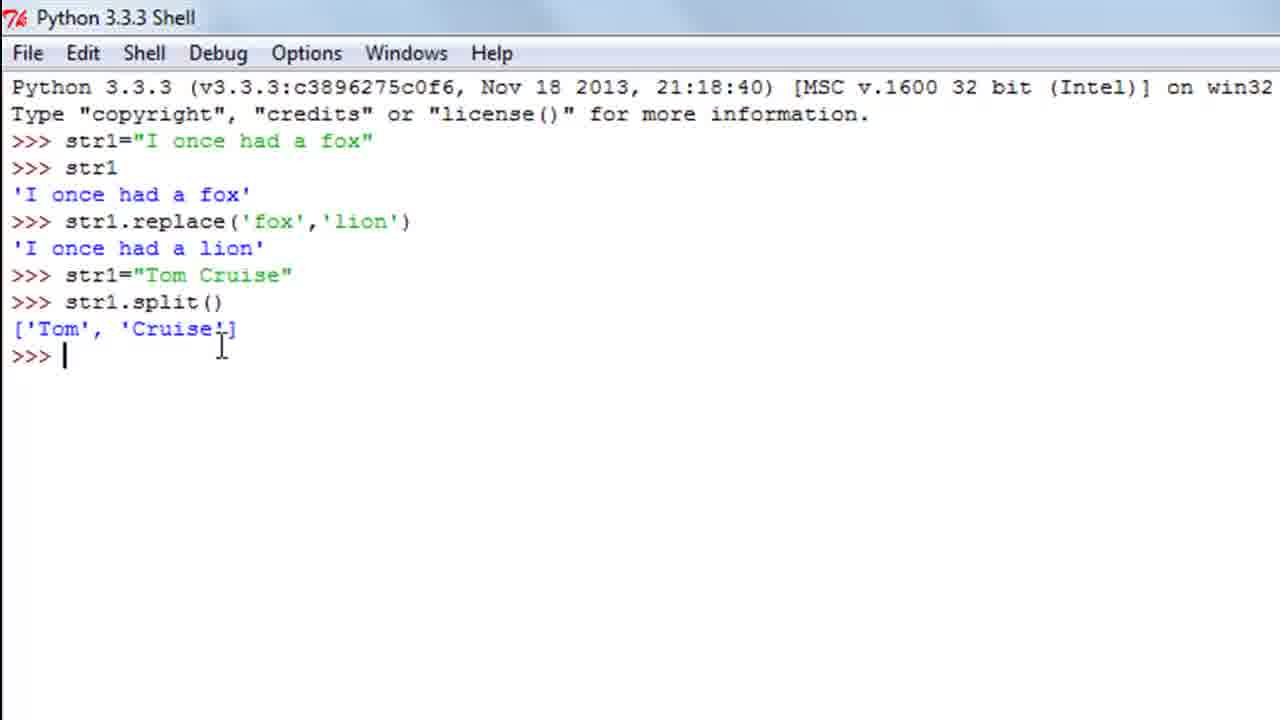 Python 3.3.3 Shell
File Edit Shell Debug Options Windows Help
Python 3.3.3 (v3.3.3:c3896275c0f6, Nov 18 2013, 21:18:40) [MSC v.1600 32 bit (Intel)] on win32
Type "copyright", "credits" or "license()" for more information.
>>> str1="I once had a fox"
>>> str1
'I once had a fox'
>>> str1.replace('fox','lion')
'I once had a lion'
>>> str1="Tom Cruise"
>>> str1.split()
['Tom', 'Cruise']
>>>